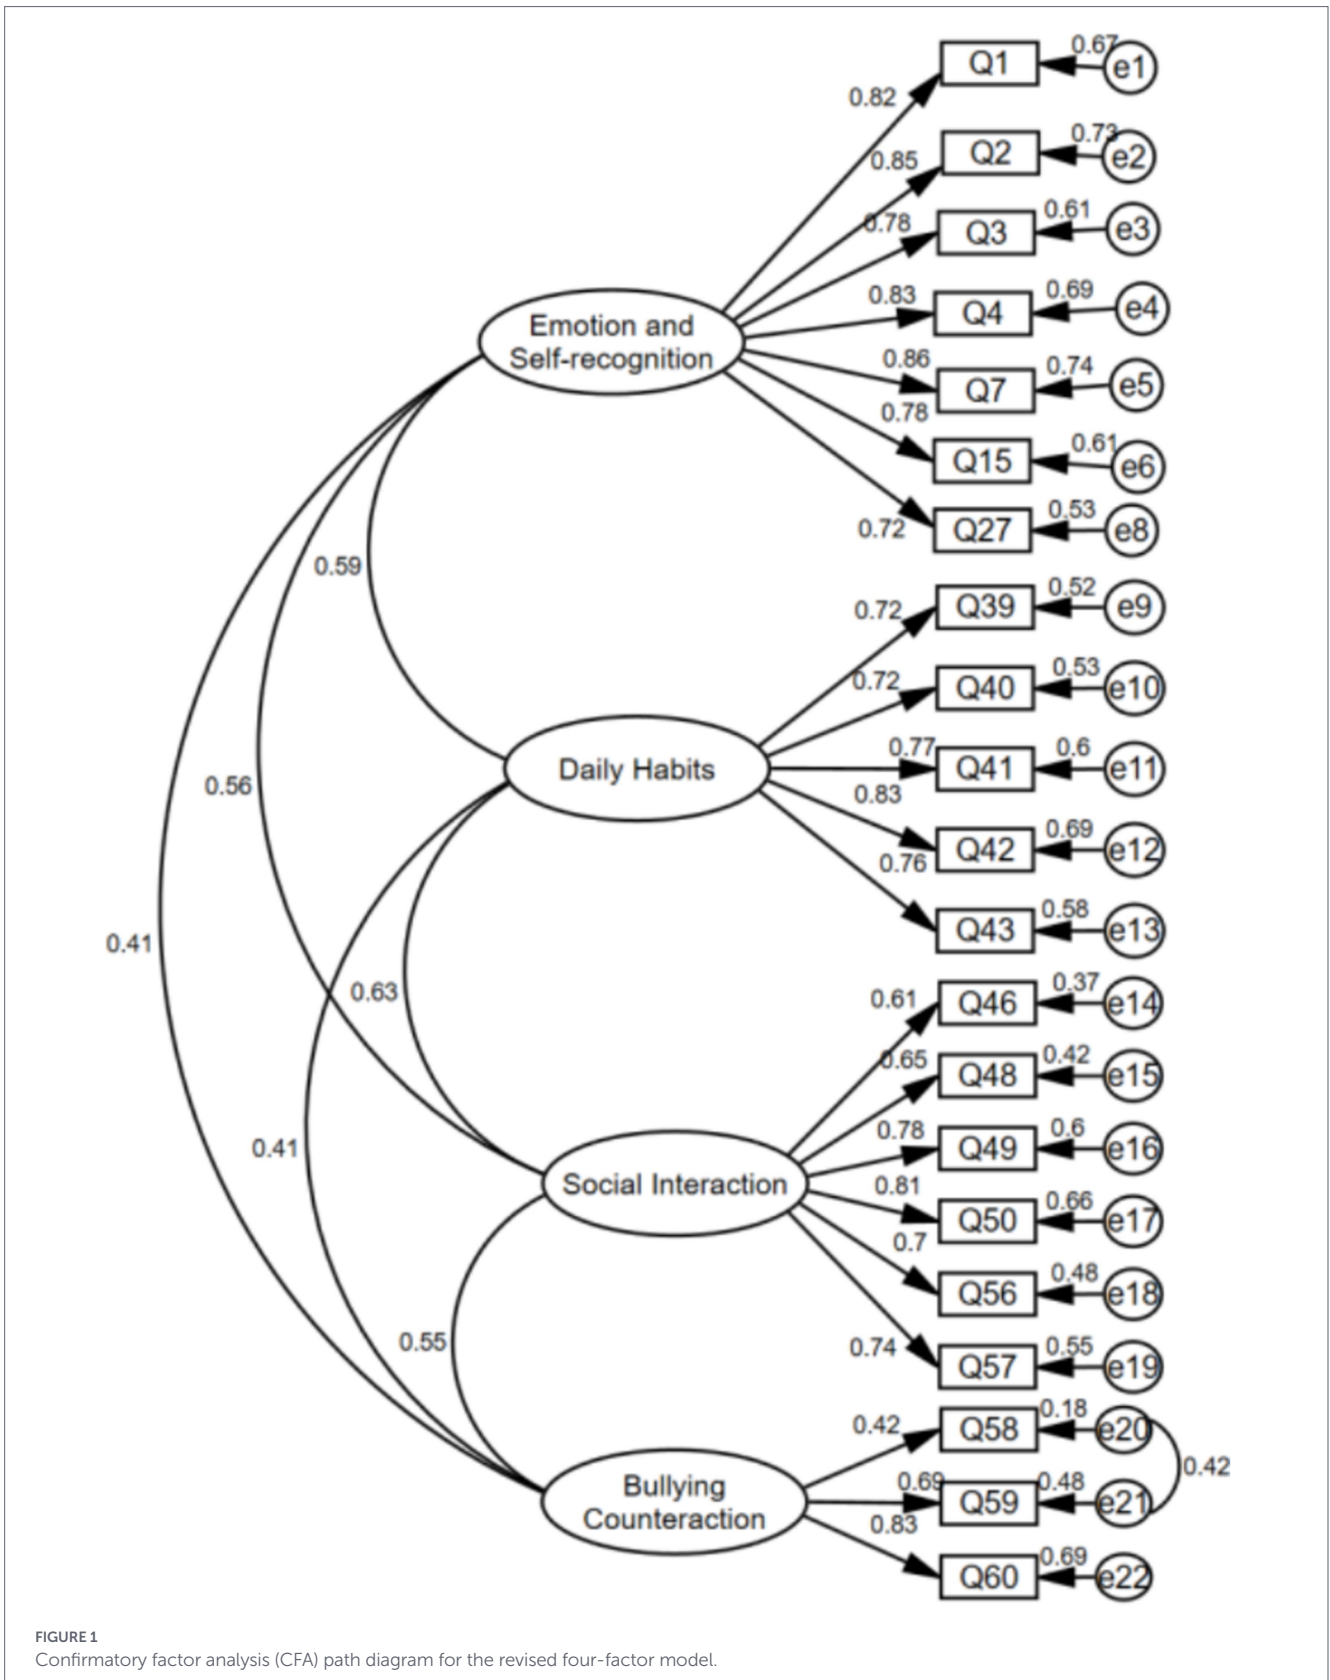 0.67
Q1
e1
0.82
0.73
Q2
e2
0.85
0.61
Q3
e3
0.78
0.69
Q4
e4
0.83
Emotion and
Self-recognition
0.86
0.74
Q7
e5
0.78
0.61
Q15
e6
0.72
0.53
Q27
e8
0.59
0.72
0.52
Q39
e9
0.72
0.53
Q40
e10
0.77
0.6
Daily Habits
Q41
e11
0.56
0.83
0.69
Q42
e12
0.76
0.58
Q43
e13
0.41
0.63
0.61
0.37
Q46
e14
0.65
0.42
Q48
e15
0.41
0.78
0.6
Q49
e16
Social Interaction
0.81
0.66
Q50
e17
0.7
0.48
Q56
e18
0.55
0.74
0.55
Q57
e19
0.42
0.18
Q58
e20
0.42
Bullying
Counteraction
0.69
0.48
Q59
e21
0.83
0.69
Q60
e22
FIGURE 1
Confirmatory factor analysis (CFA) path diagram for the revised four-factor model.